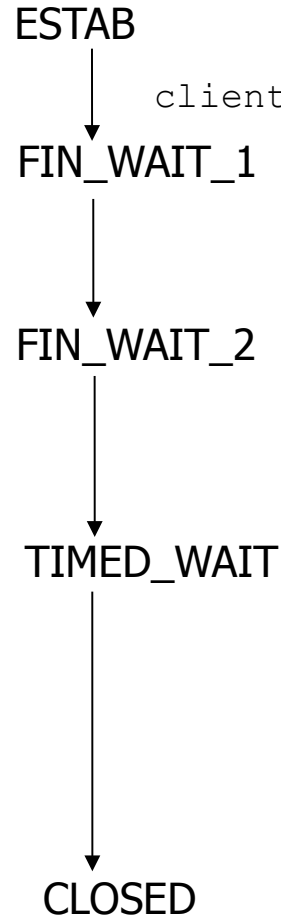 ESTAB
client
FIN_WAIT_1
FIN_WAIT_2
TIMED_WAIT
CLOSED